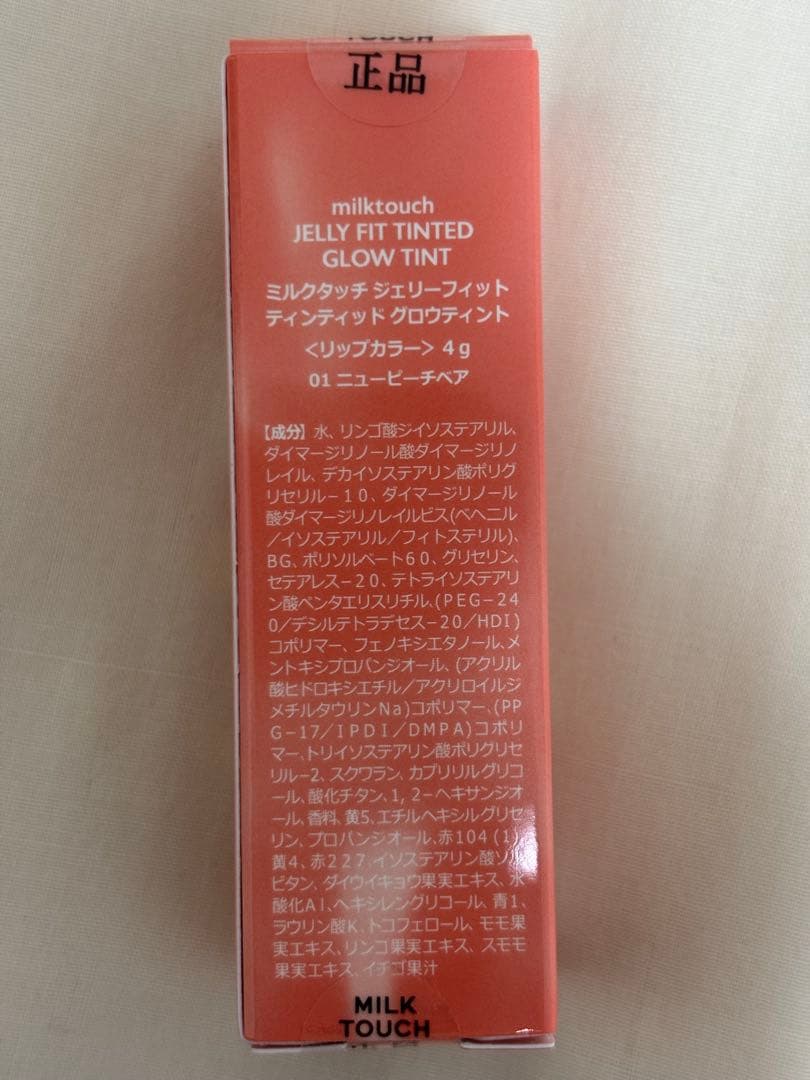 TOUCH
正品
milktouch
JELLY FIT TINTED
GLOW TINT
ミルクタッチ ジェリーフィット
ティンティッド グロウティント
<リップカラー> 4g
01 ニューピーチベア
【成分】水、リンゴ酸ジイソステアリル、
ダイマージリノール酸ダイマージリノ
レイル、デカイソステアリン酸ポリグ
リセリル－10、ダイマージリノール
酸ダイマージリノレイルビス(ベヘニル
／イソステアリル／フィトステリル)、
BG、ポリソルベート60、グリセリン、
セテアレス－20、テトライソステアリ
ン酸ペンタエリスリチル、(PEG－24
0／デシルテトラデセス－20／HDI)
コポリマー、フェノキシエタノール、メ
ントキシプロパンジオール、(アクリル
酸ヒドロキシエチル／アクリロイルジ
メチルタウリンNa)コポリマー、(PP
G－17／IPDI／DMPA)コポリ
マー、トリイソステアリン酸ポリグリセ
リル－2、スクワラン、カプリリルグリコ
ール、酸化チタン、1, 2－ヘキサンジオ
ール、香料、黄5、エチルヘキシルグリセ
リン、プロパンジオール、赤104 (1)
黄4、赤227、イソステアリン酸ソル
ビタン、ダイウイキョウ果実エキス、水
酸化Al、ヘキシレングリコール、青1、
ラウリン酸K、トコフェロール、モモ果
実エキス、リンゴ果実エキス、スモモ
果実エキス、イチゴ果汁
MILK
TOUCH